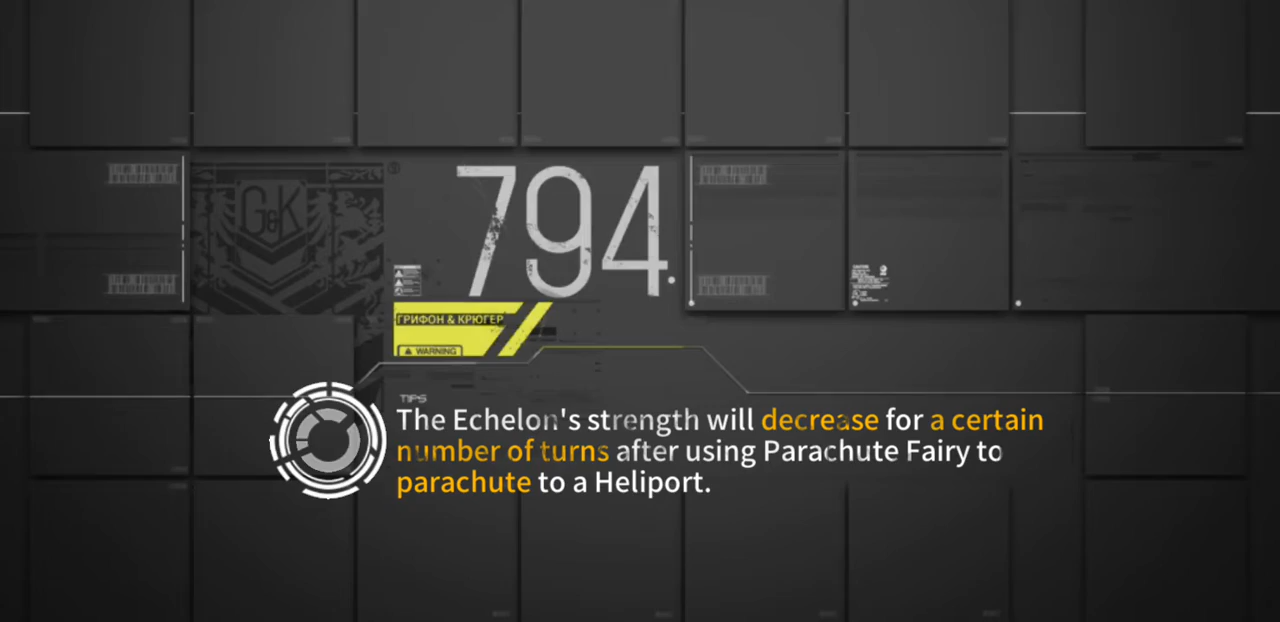 G&K
794.
ГРИФОН & КРЮГЕР
WARNING
TIPS
The Echelon's strength will decrease for a certain
number of turns after using Parachute Fairy to
parachute to a Heliport.